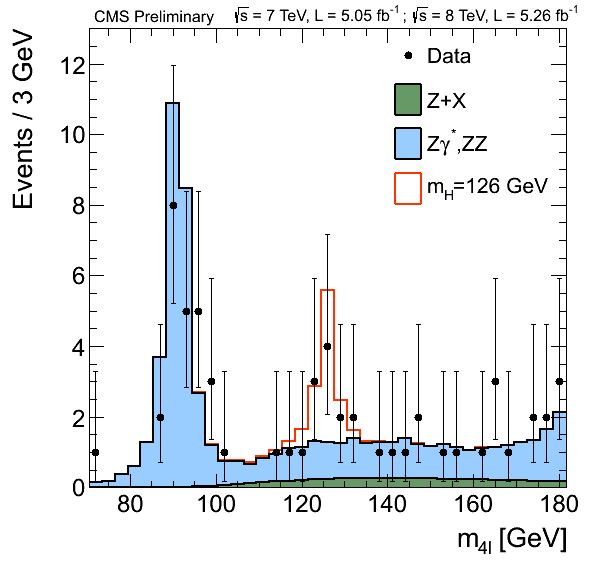 CMS Preliminary √s = 7 TeV, L = 5.05 fb⁻¹ ; √s = 8 TeV, L = 5.26 fb⁻¹
Events / 3 GeV
12
10
8
6
4
2
0
Data
Z+X
Zγ*,ZZ
m_H=126 GeV
80 100 120 140 160 180
m_4l [GeV]